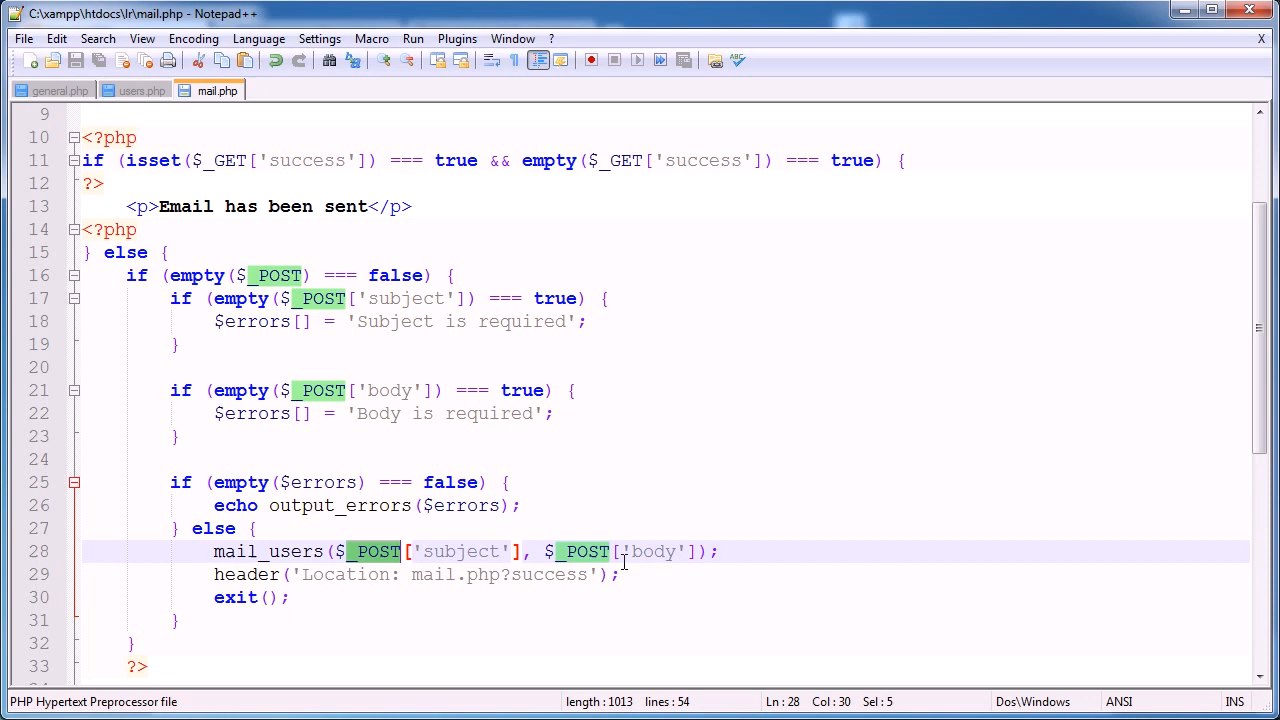 C:\xampp\htdocs\lr\mail.php - Notepad++
File Edit Search View Encoding Language Settings Macro Run Plugins Window ? X
general.php users.php mail.php
9
10 <?php
11 if (isset($_GET['success']) === true && empty($_GET['success']) === true) {
12 ?>
13 <p>Email has been sent</p>
14 <?php
15 } else {
16 if (empty($_POST) === false) {
17 if (empty($_POST['subject']) === true) {
18 $errors[] = 'Subject is required';
19 }
20
21 if (empty($_POST['body']) === true) {
22 $errors[] = 'Body is required';
23 }
24
25 if (empty($errors) === false) {
26 echo output_errors($errors);
27 } else {
28 mail_users($_POST['subject'], $_POST['body']);
29 header('Location: mail.php?success');
30 exit();
31 }
32 }
33 ?>
PHP Hypertext Preprocessor file length : 1013 lines : 54 Ln : 28 Col : 30 Sel : 5 Dos\Windows ANSI INS